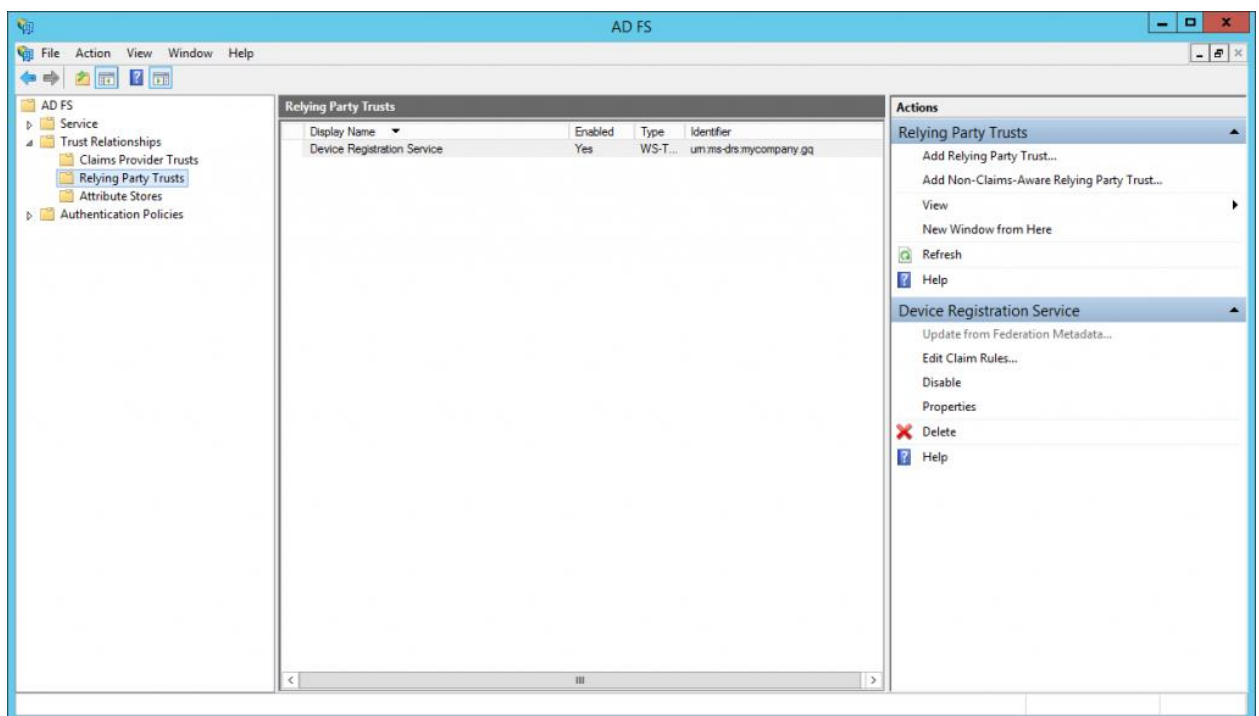 AD FS
File Action View Window Help
AD FS
Service
Trust Relationships
Claims Provider Trusts
Relying Party Trusts
Attribute Stores
Authentication Policies
Relying Party Trusts
Display Name Enabled Type Identifier
Device Registration Service Yes WS-T... urn:ms-drs:mycompany.gq
Actions
Relying Party Trusts
Add Relying Party Trust...
Add Non-Claims-Aware Relying Party Trust...
View
New Window from Here
Refresh
Help
Device Registration Service
Update from Federation Metadata...
Edit Claim Rules...
Disable
Properties
Delete
Help